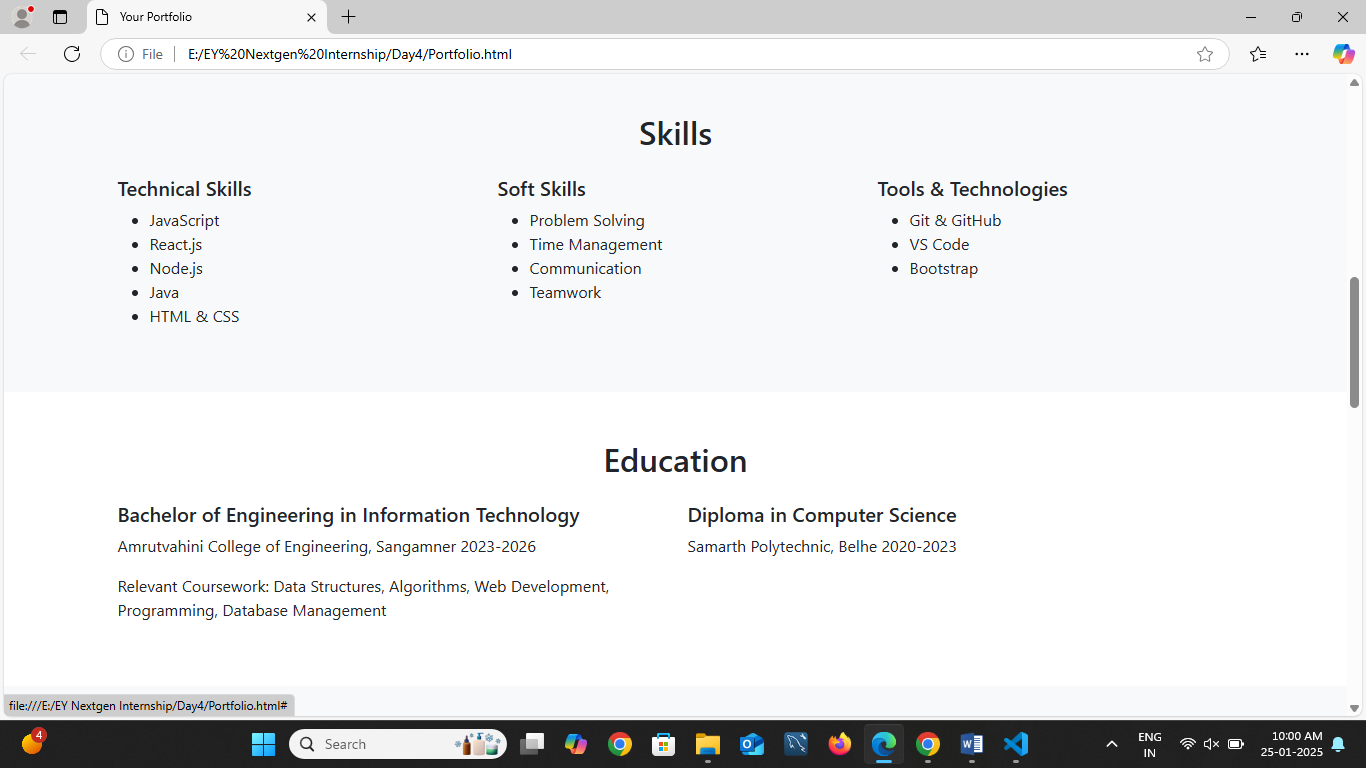 Your Portfolio
File
E:/EY%20Nextgen%20Internship/Day4/Portfolio.html
Skills
Technical Skills
JavaScript
React.js
Node.js
Java
HTML & CSS
Soft Skills
Problem Solving
Time Management
Communication
Teamwork
Tools & Technologies
Git & GitHub
VS Code
Bootstrap
Education
Bachelor of Engineering in Information Technology
Amrutvahini College of Engineering, Sangamner 2023-2026
Relevant Coursework: Data Structures, Algorithms, Web Development,
Programming, Database Management
Diploma in Computer Science
Samarth Polytechnic, Belhe 2020-2023
file:///E:/EY Nextgen Internship/Day4/Portfolio.html#
4
Search
ENG
IN
10:00 AM
25-01-2025